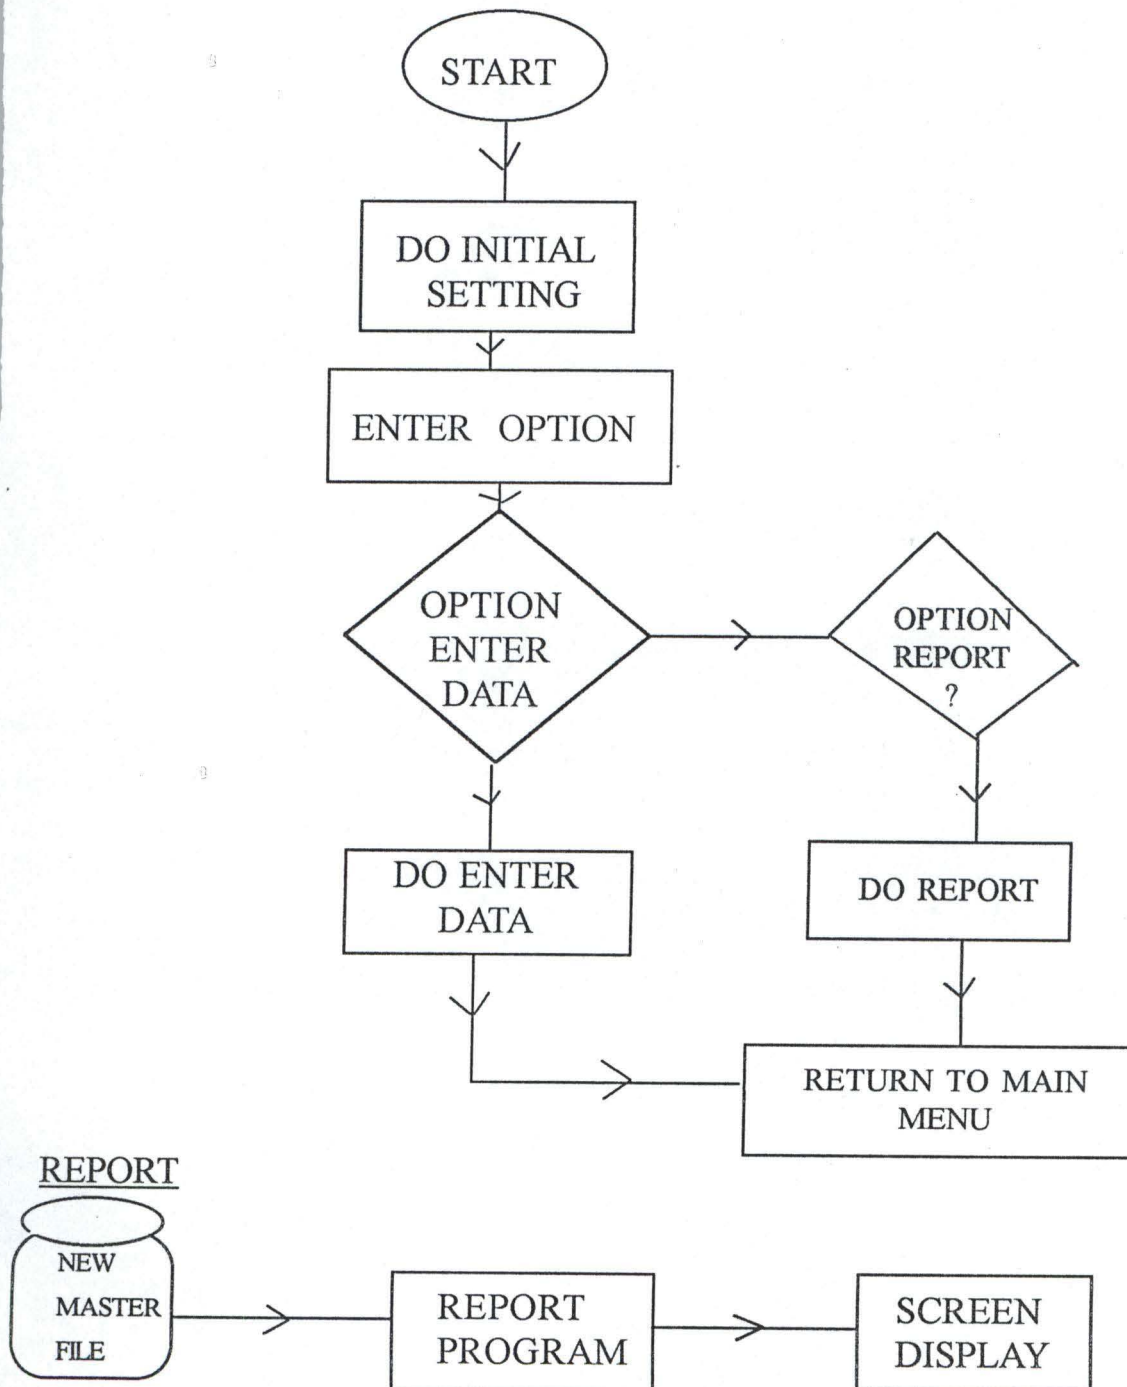 START
DO INITIAL
SETTING
ENTER OPTION
OPTION
ENTER
DATA
OPTION
REPORT
?
DO ENTER
DATA
DO REPORT
RETURN TO MAIN
MENU
REPORT
NEW
MASTER
FILE
REPORT
PROGRAM
SCREEN
DISPLAY